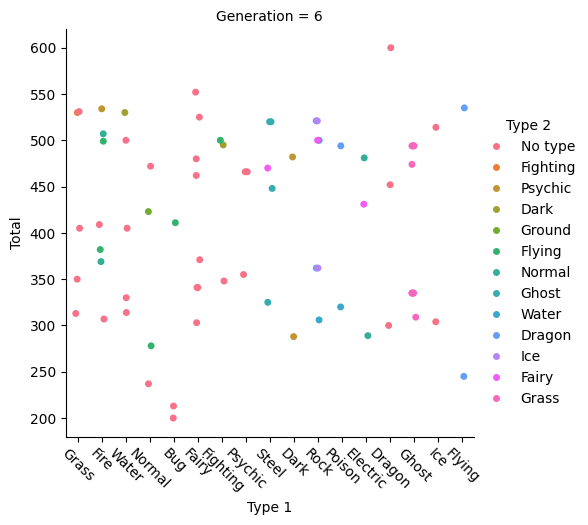 Generation = 6
600
550
500
450
400
350
300
250
200
Total
Grass
Fire
Water
Normal
Bug
Fairy
Fighting
Psychic
Steel
Dark
Rock
Poison
Electric
Dragon
Ghost
Ice
Flying
Type 1
Type 2
No type
Fighting
Psychic
Dark
Ground
Flying
Normal
Ghost
Water
Dragon
Ice
Fairy
Grass